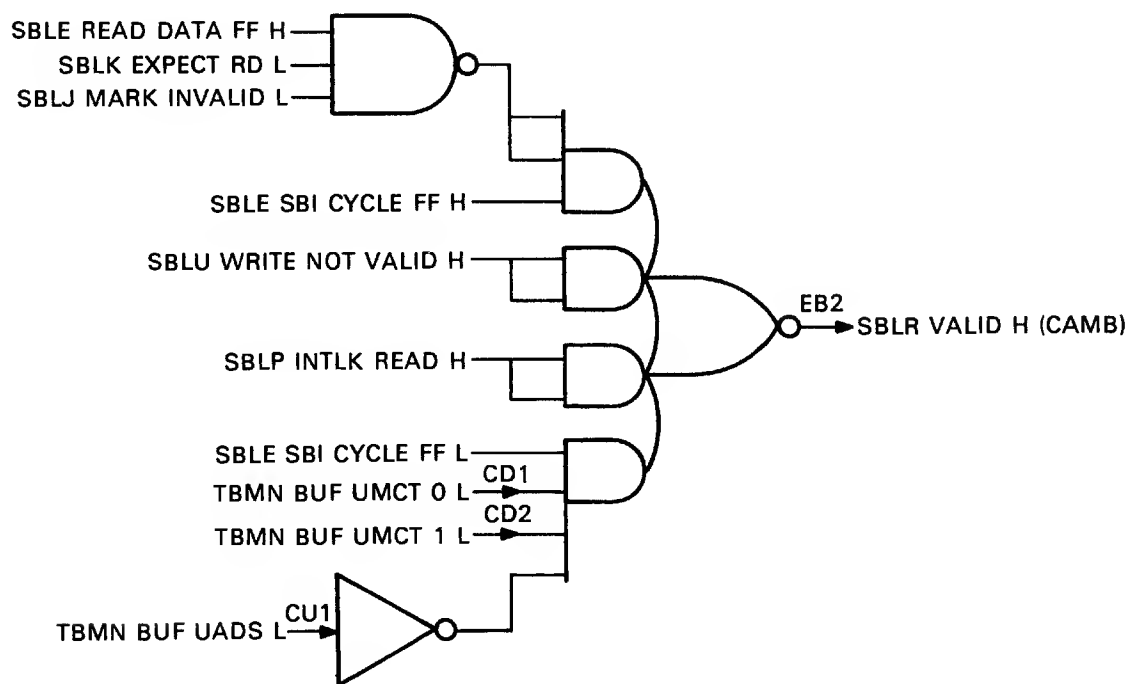 SBLE READ DATA FF H
SBLK EXPECT RD L
SBLJ MARK INVALID L
SBLE SBI CYCLE FF H
SBLU WRITE NOT VALID H
EB2
SBLR VALID H (CAMB)
SBLP INTLK READ H
SBLE SBI CYCLE FF L
CD1
TBMN BUF UMCT 0 L
CD2
TBMN BUF UMCT 1 L
CU1
TBMN BUF UADS L